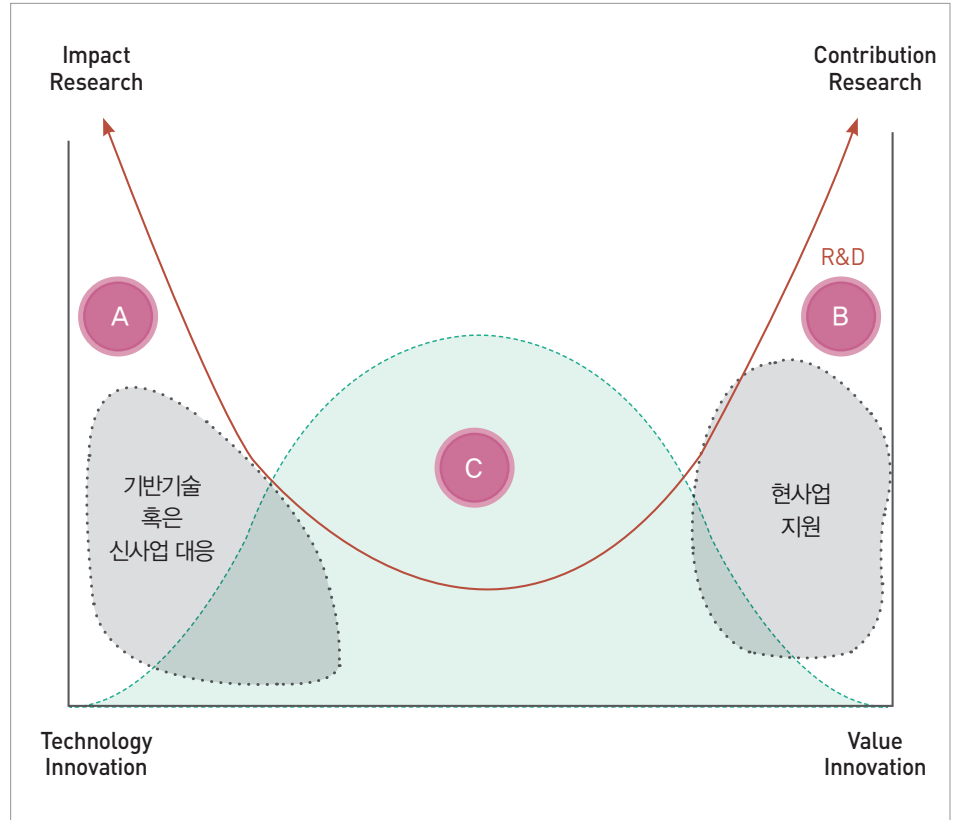 Impact
Research
Contribution
Research
R&D
A
B
C
기반기술
혹은
신사업 대응
현사업
지원
Technology
Innovation
Value
Innovation